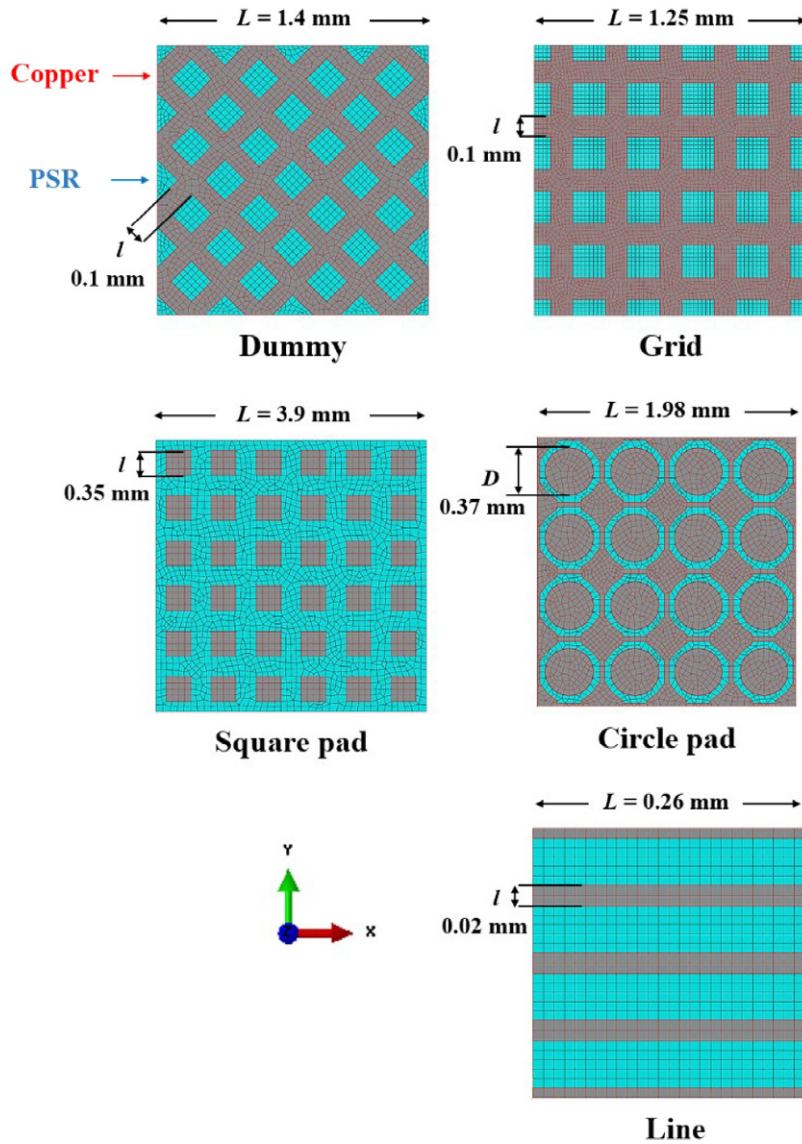 L = 1.4 mm
L = 1.25 mm
Copper
PSR
l
0.1 mm
l
0.1 mm
Dummy
Grid
L = 3.9 mm
L = 1.98 mm
l
0.35 mm
D
0.37 mm
Square pad
Circle pad
L = 0.26 mm
Y
X
Z
l
0.02 mm
Line